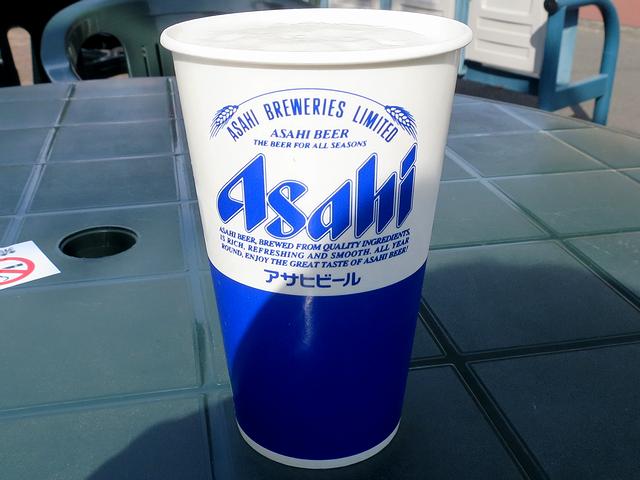 ASAHI BREWERIES LIMITED
ASAHI BEER
THE BEER FOR ALL SEASONS
Asahi
ASAHI BEER, BREWED FROM QUALITY INGREDIENTS,
IS RICH, REFRESHING AND SMOOTH. ALL YEAR
ROUND, ENJOY THE GREAT TASTE OF ASAHI BEER!
アサヒビール